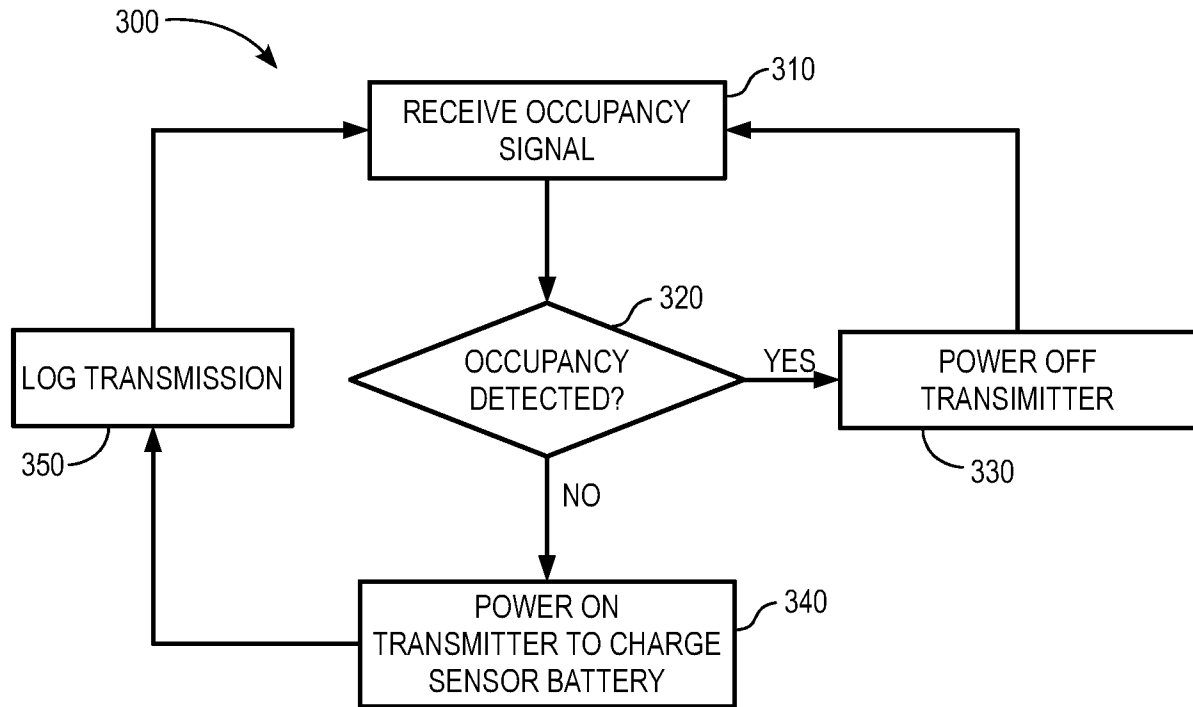 300
310
RECEIVE OCCUPANCY
SIGNAL
320
OCCUPANCY
DETECTED?
YES
POWER OFF
TRANSIMITTER
330
LOG TRANSMISSION
350
NO
POWER ON
TRANSMITTER TO CHARGE
SENSOR BATTERY
340